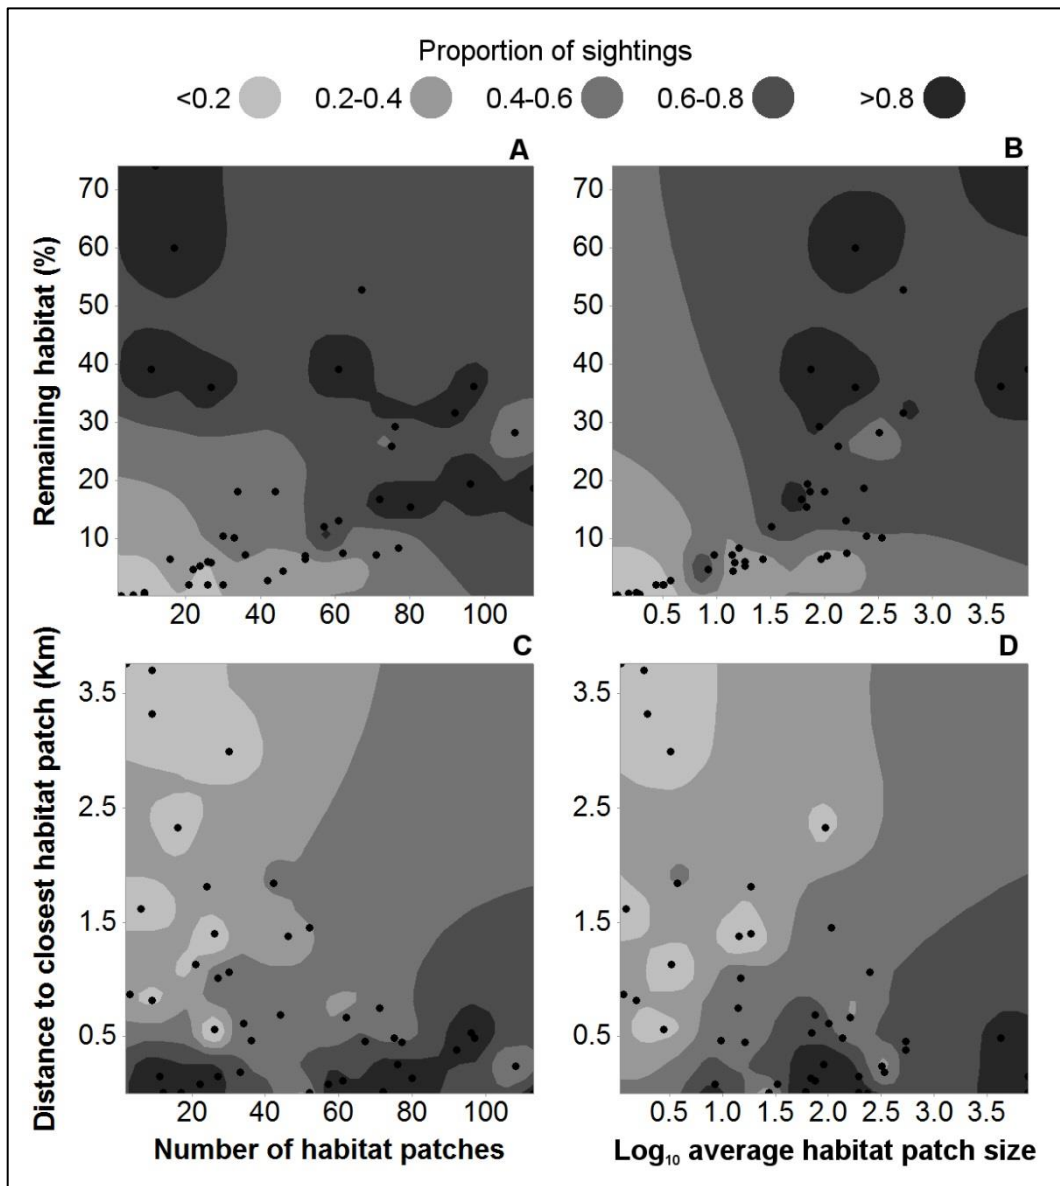 Proportion of sightings
<0.2 0.2-0.4 0.4-0.6 0.6-0.8 >0.8
A B
Remaining habitat (%)
70
60
50
40
30
20
10
20 40 60 80 100
70
60
50
40
30
20
10
0.5 1.0 1.5 2.0 2.5 3.0 3.5
C D
Distance to closest habitat patch (Km)
3.5
2.5
1.5
0.5
20 40 60 80 100
Number of habitat patches
3.5
2.5
1.5
0.5
0.5 1.0 1.5 2.0 2.5 3.0 3.5
Log₁₀ average habitat patch size